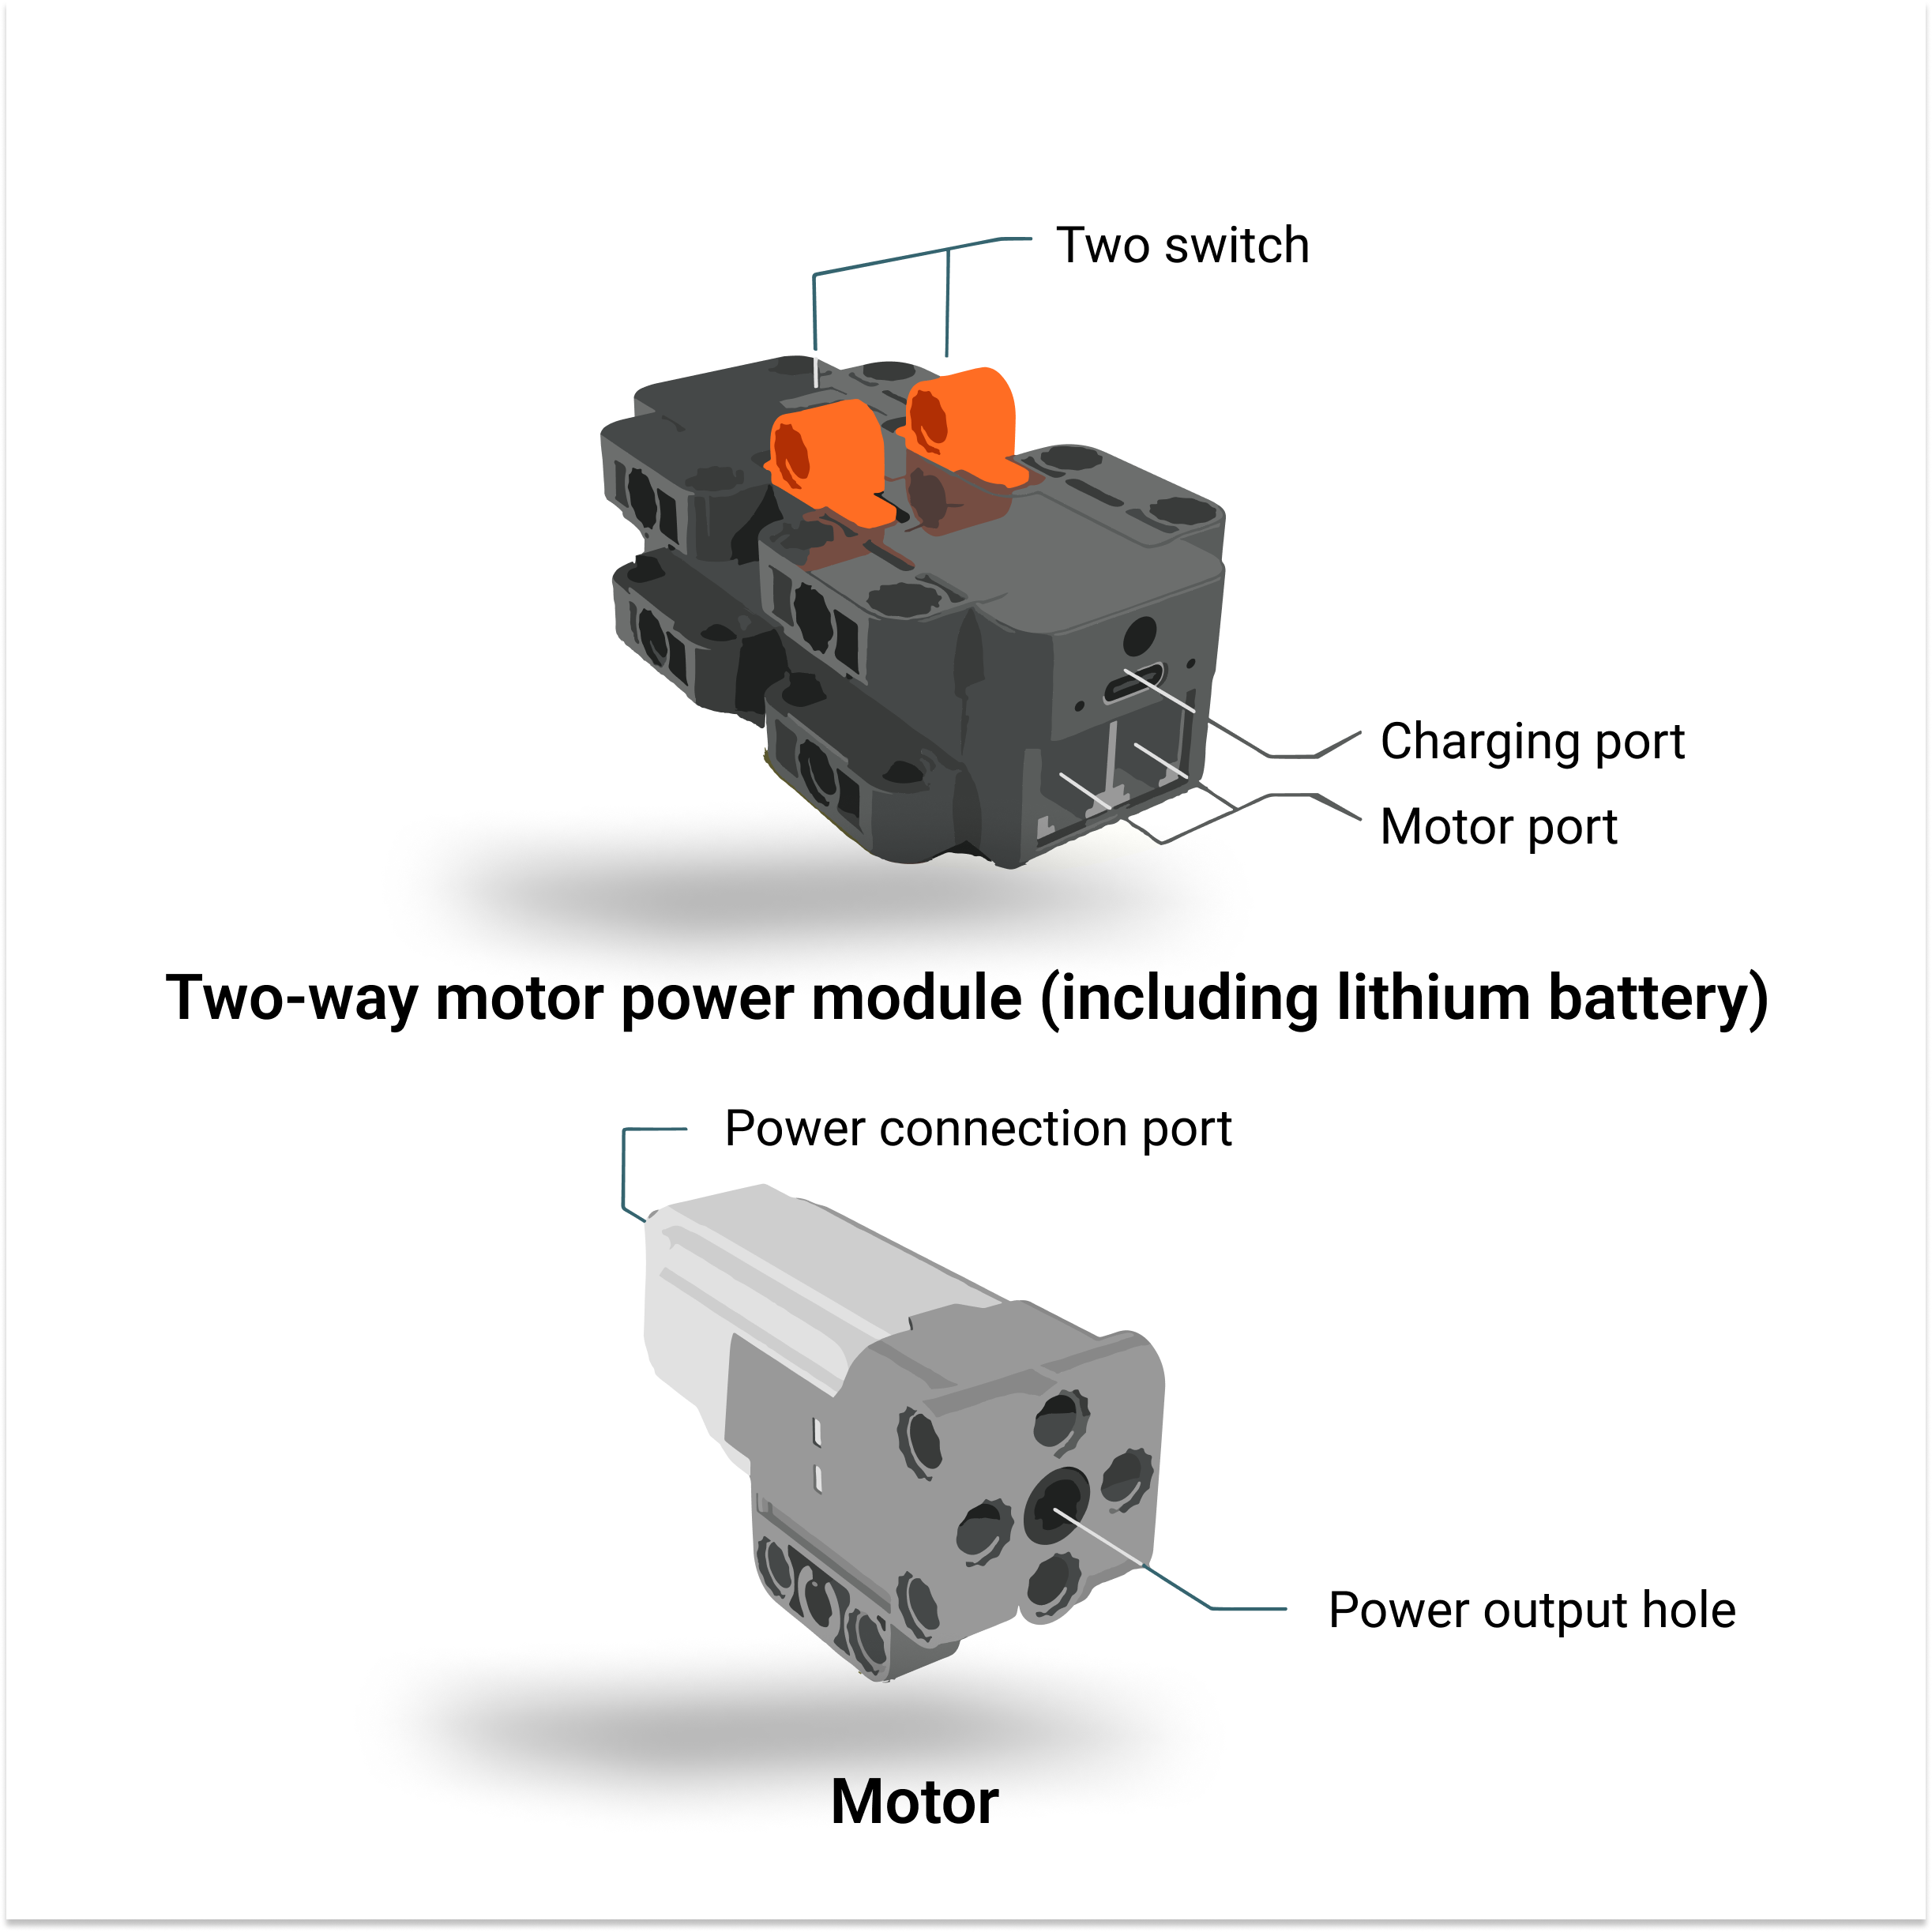 Two switch
Charging port
Motor port
Two-way motor power module (including lithium battery)
Power connection port
Power output hole
Motor